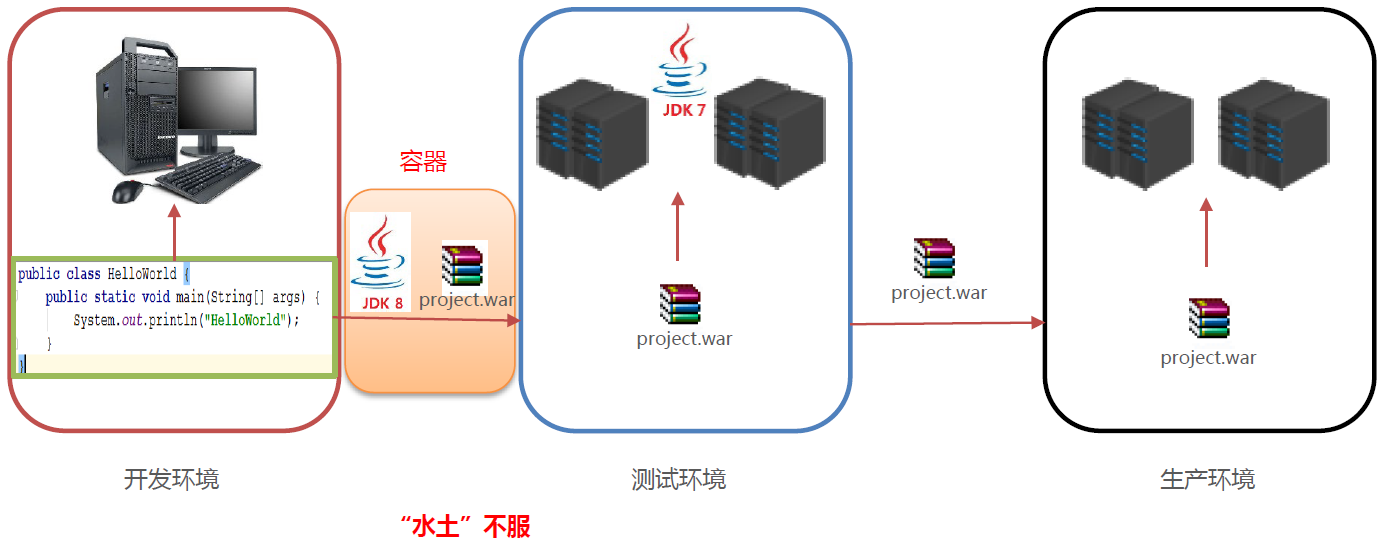 JDK 7
容器
public class HelloWorld {
public static void main(String[] args) {
System.out.println("HelloWorld");
}
}
JDK 8
project.war
project.war
project.war
project.war
开发环境
测试环境
生产环境
“水土”不服